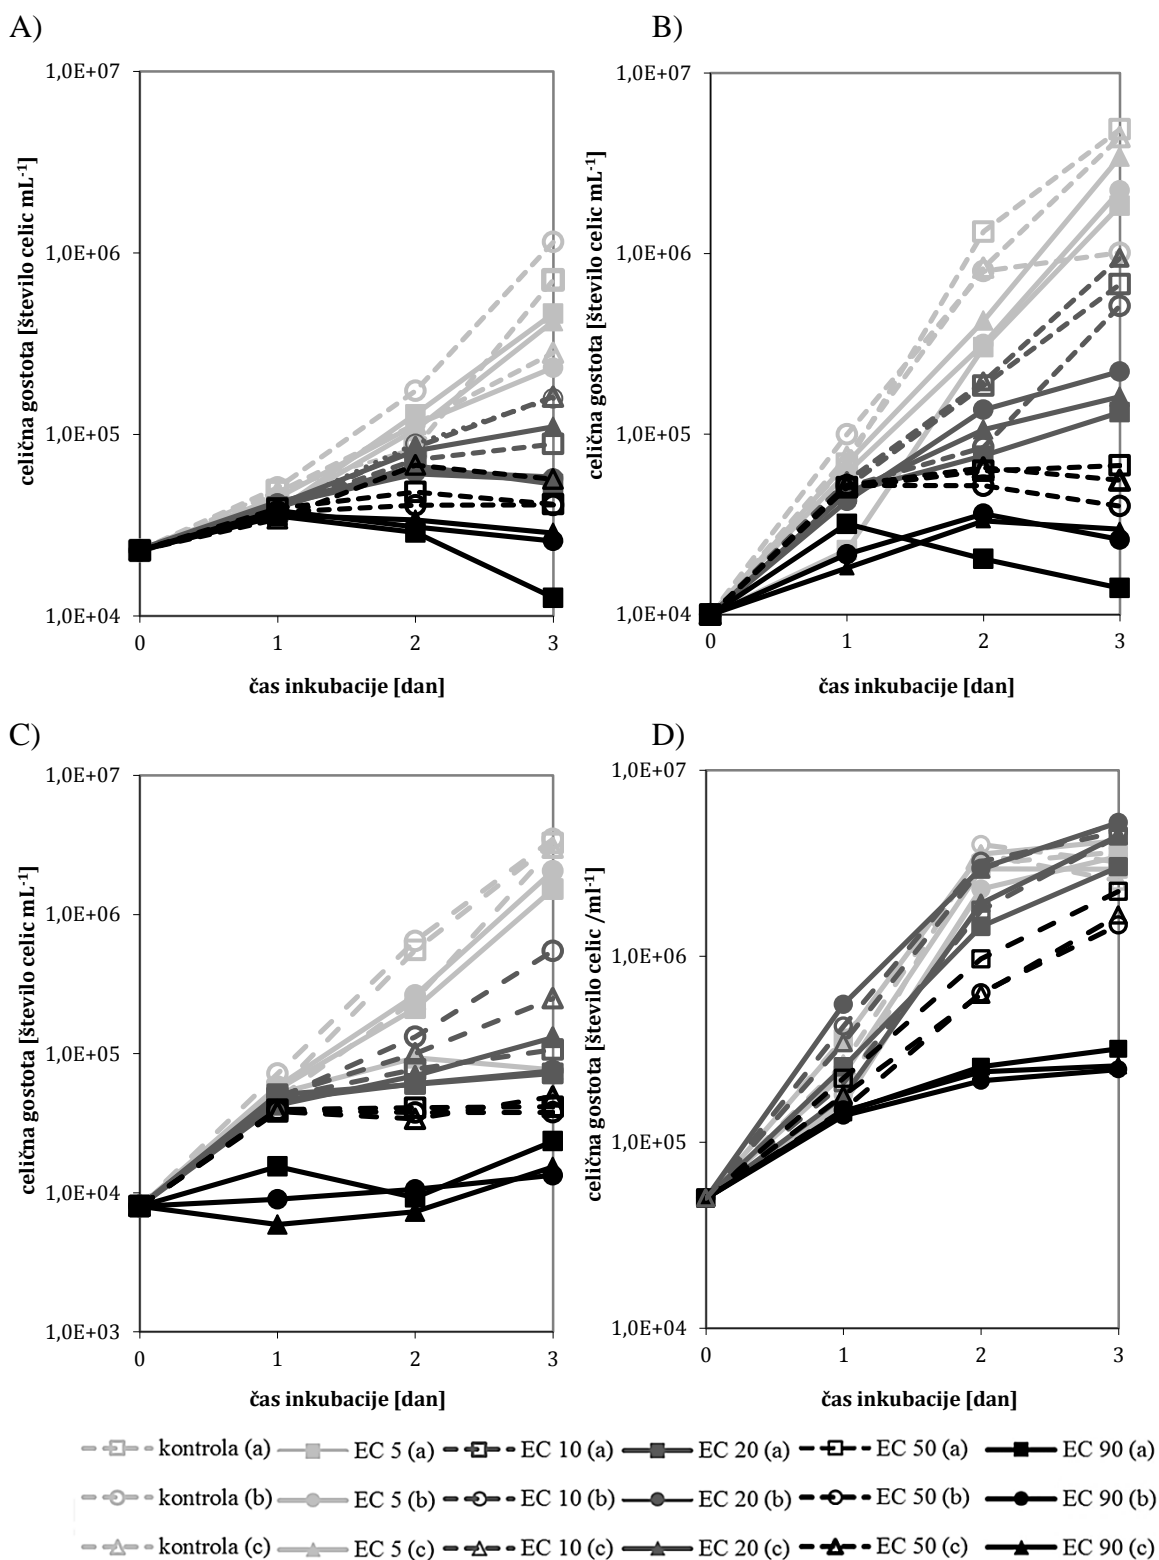 A)
B)
1,0E+07
1,0E+06
1,0E+05
1,0E+04
celična gostota [število celic mL-1]
0 1 2 3
čas inkubacije [dan]
1,0E+07
1,0E+06
1,0E+05
1,0E+04
celična gostota [število celic mL-1]
0 1 2 3
čas inkubacije [dan]
C)
D)
1,0E+07
1,0E+06
1,0E+05
1,0E+04
1,0E+03
celična gostota [število celic mL-1]
0 1 2 3
čas inkubacije [dan]
1,0E+07
1,0E+06
1,0E+05
1,0E+04
celična gostota [število celic /ml-1]
0 1 2 3
čas inkubacije [dan]
kontrola (a) EC 5 (a) EC 10 (a) EC 20 (a) EC 50 (a) EC 90 (a)
kontrola (b) EC 5 (b) EC 10 (b) EC 20 (b) EC 50 (b) EC 90 (b)
kontrola (c) EC 5 (c) EC 10 (c) EC 20 (c) EC 50 (c) EC 90 (c)